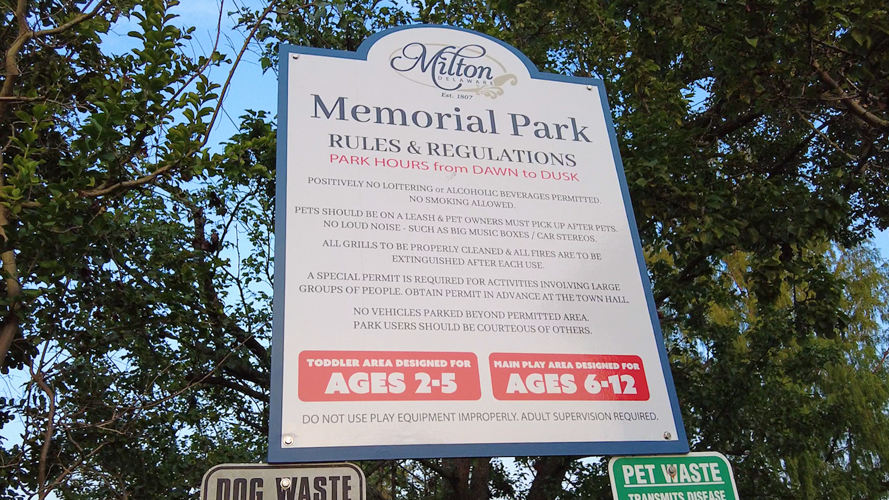 Milton
DELAWARE
Est. 1807
Memorial Park
RULES & REGULATIONS
PARK HOURS from DAWN to DUSK
POSITIVELY NO LOITERING or ALCOHOLIC BEVERAGES PERMITTED.
NO SMOKING ALLOWED.
PETS SHOULD BE ON A LEASH & PET OWNERS MUST PICK UP AFTER PETS.
NO LOUD NOISE - SUCH AS BIG MUSIC BOXES / CAR STEREOS.
ALL GRILLS TO BE PROPERLY CLEANED & ALL FIRES ARE TO BE
EXTINGUISHED AFTER EACH USE.
A SPECIAL PERMIT IS REQUIRED FOR ACTIVITIES INVOLVING LARGE
GROUPS OF PEOPLE. OBTAIN PERMIT IN ADVANCE AT THE TOWN HALL.
NO VEHICLES PARKED BEYOND PERMITTED AREA.
PARK USERS SHOULD BE COURTEOUS OF OTHERS.
TODDLER AREA DESIGNED FOR
AGES 2-5
MAIN PLAY AREA DESIGNED FOR
AGES 6-12
DO NOT USE PLAY EQUIPMENT IMPROPERLY. ADULT SUPERVISION REQUIRED.
DOG WASTE
PET WASTE
TRANSMITS DISEASE